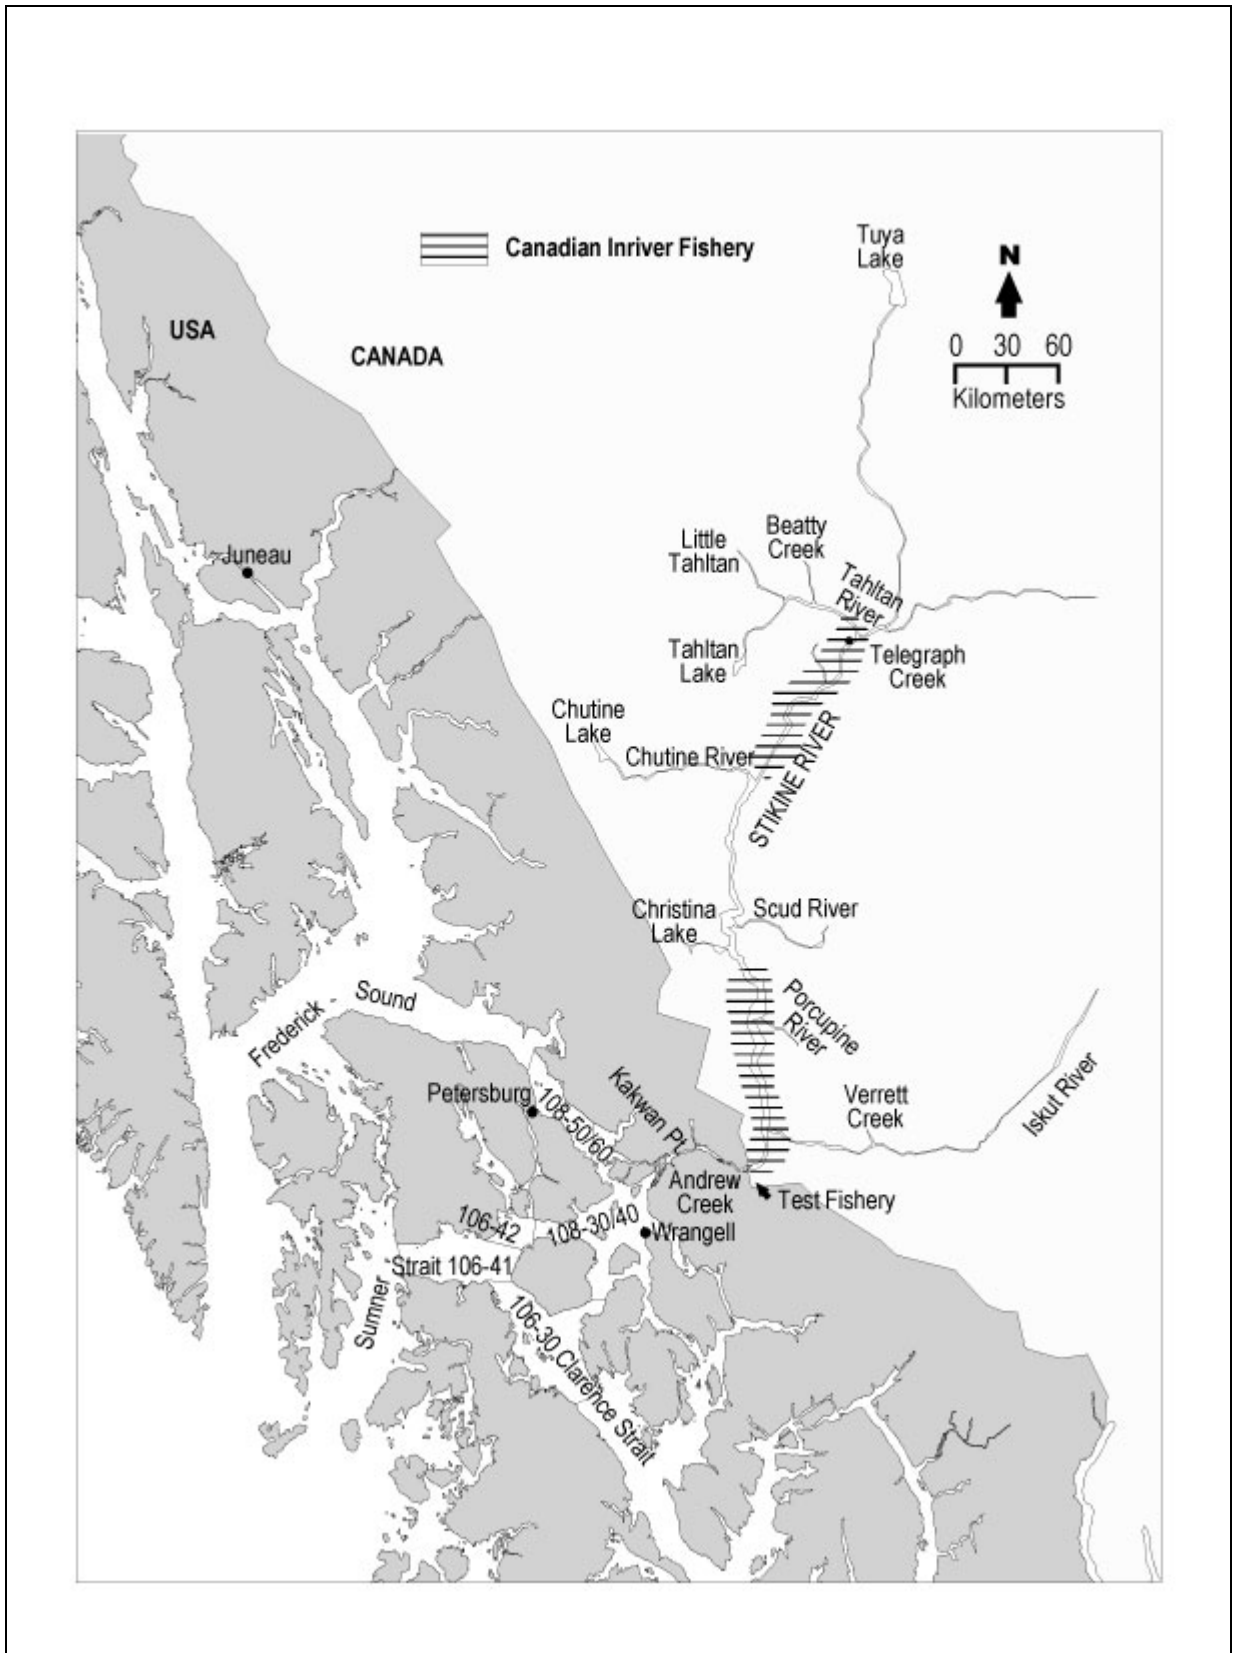 Canadian Inriver Fishery
Tuya
Lake
N
0 30 60
Kilometers
USA
CANADA
Juneau
Little
Tahltan
Beatty
Creek
Tahltan
River
Tahltan
Lake
Telegraph
Creek
Chutine
Lake
Chutine River
STIKINE RIVER
Christina
Lake
Scud River
Porcupine
River
Frederick
Sound
Petersburg
108-50/60
Kakwan Pt.
Verrett
Creek
Iskut River
Andrew
Creek
Test Fishery
106-42
108-30/40
Wrangell
Strait 106-41
Sumner
106-30
Clarence Strait